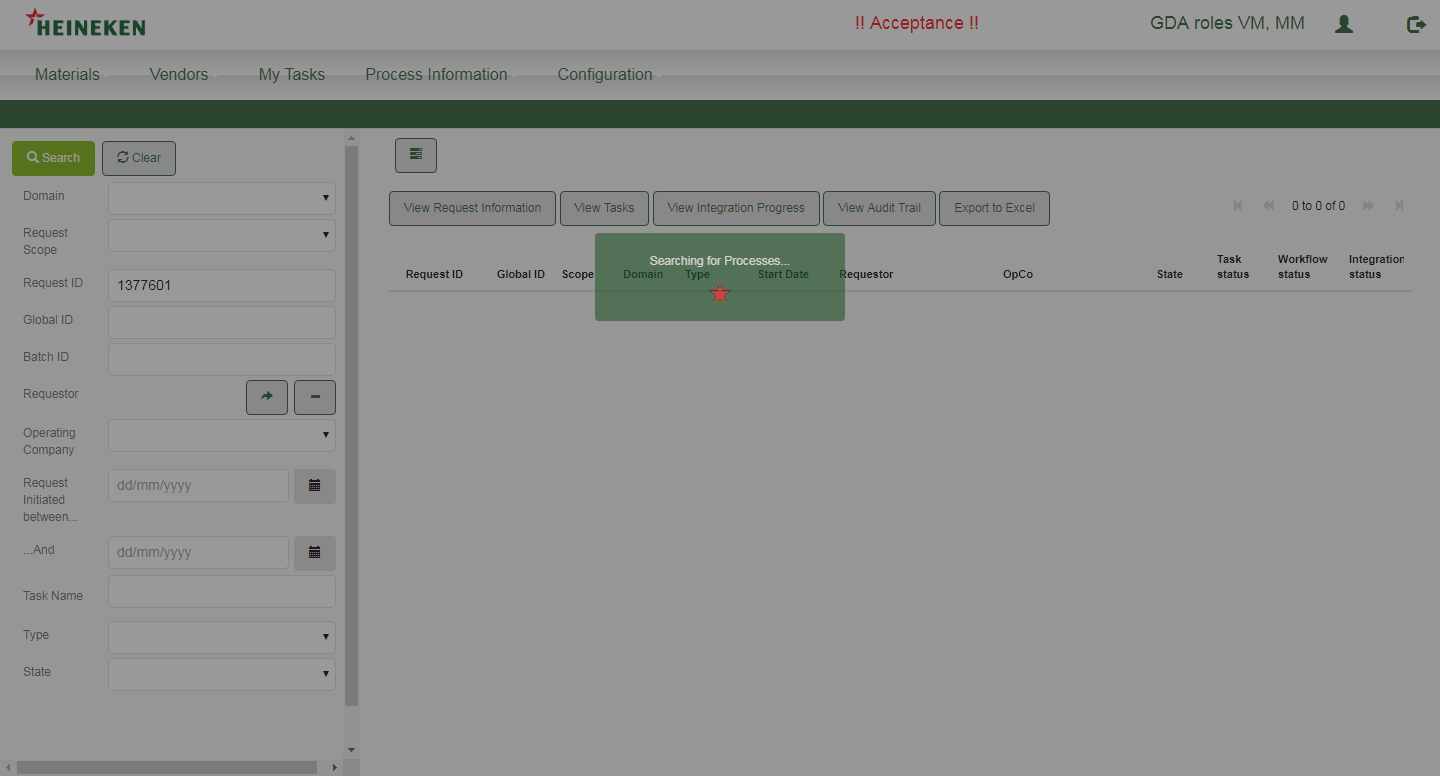 HEINEKEN
!! Acceptance !!
GDA roles VM, MM
Materials
Vendors
My Tasks
Process Information
Configuration
Search
Clear
Domain
Request
Scope
Request ID
1377601
Global ID
Batch ID
Requestor
Operating
Company
Request
Initiated
between...
dd/mm/yyyy
...And
dd/mm/yyyy
Task Name
Type
State
View Request Information
View Tasks
View Integration Progress
View Audit Trail
Export to Excel
0 to 0 of 0
Searching for Processes...
Request ID
Global ID
Scope
Domain
Type
Start Date
Requestor
OpCo
State
Task
status
Workflow
status
Integration
status